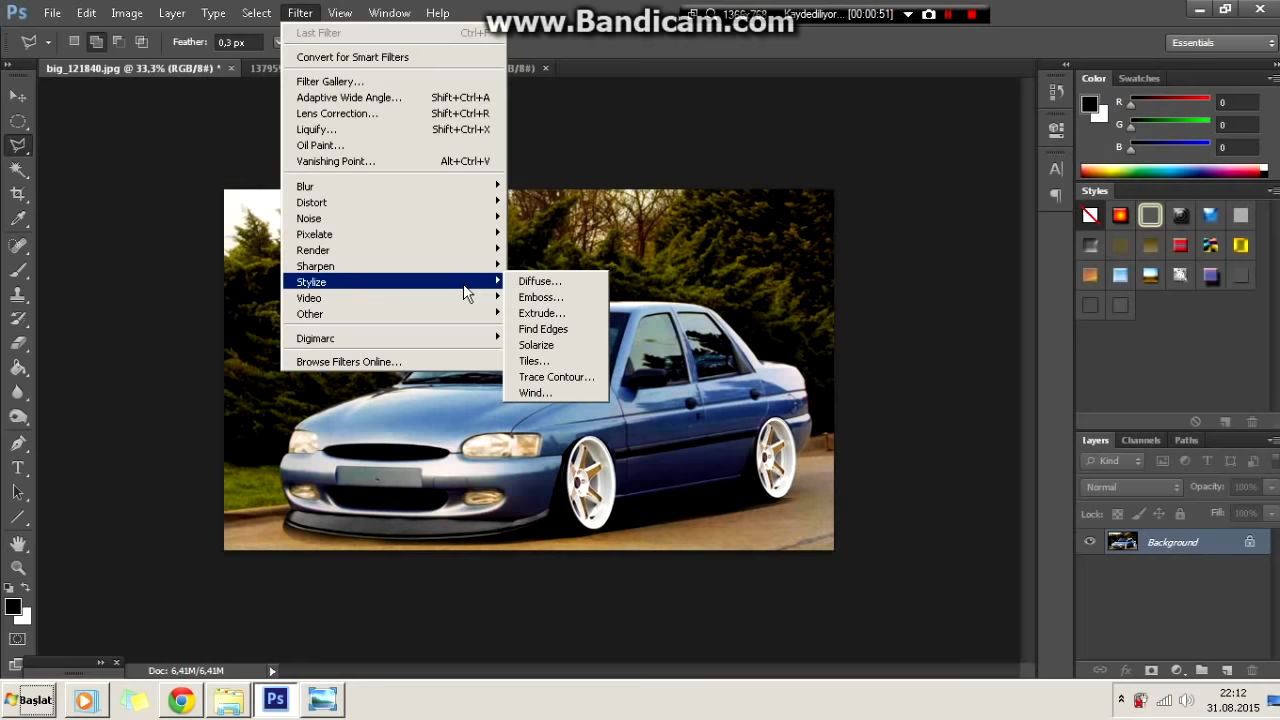 Ps File Edit Image Layer Type Select Filter View Window Help
www.Bandicam.com
1366x768 Kaydediliyor... [00:00:51]
Feather: 0,3 px
Essentials
big_121840.jpg @ 33,3% (RGB/8#) × 13795 B/8#) ×
Last Filter Ctrl+F
Convert for Smart Filters
Filter Gallery...
Adaptive Wide Angle... Shift+Ctrl+A
Lens Correction... Shift+Ctrl+R
Liquify... Shift+Ctrl+X
Oil Paint...
Vanishing Point... Alt+Ctrl+V
Blur
Distort
Noise
Pixelate
Render
Sharpen
Stylize
Video
Other
Digimarc
Browse Filters Online...
Diffuse...
Emboss...
Extrude...
Find Edges
Solarize
Tiles...
Trace Contour...
Wind...
Color Swatches
R 0
G 0
B 0
Styles
Layers Channels Paths
Kind
Normal Opacity: 100%
Lock: Fill: 100%
Background
Doc: 6,41M/6,41M
Başlat
Ps
22:12
31.08.2015